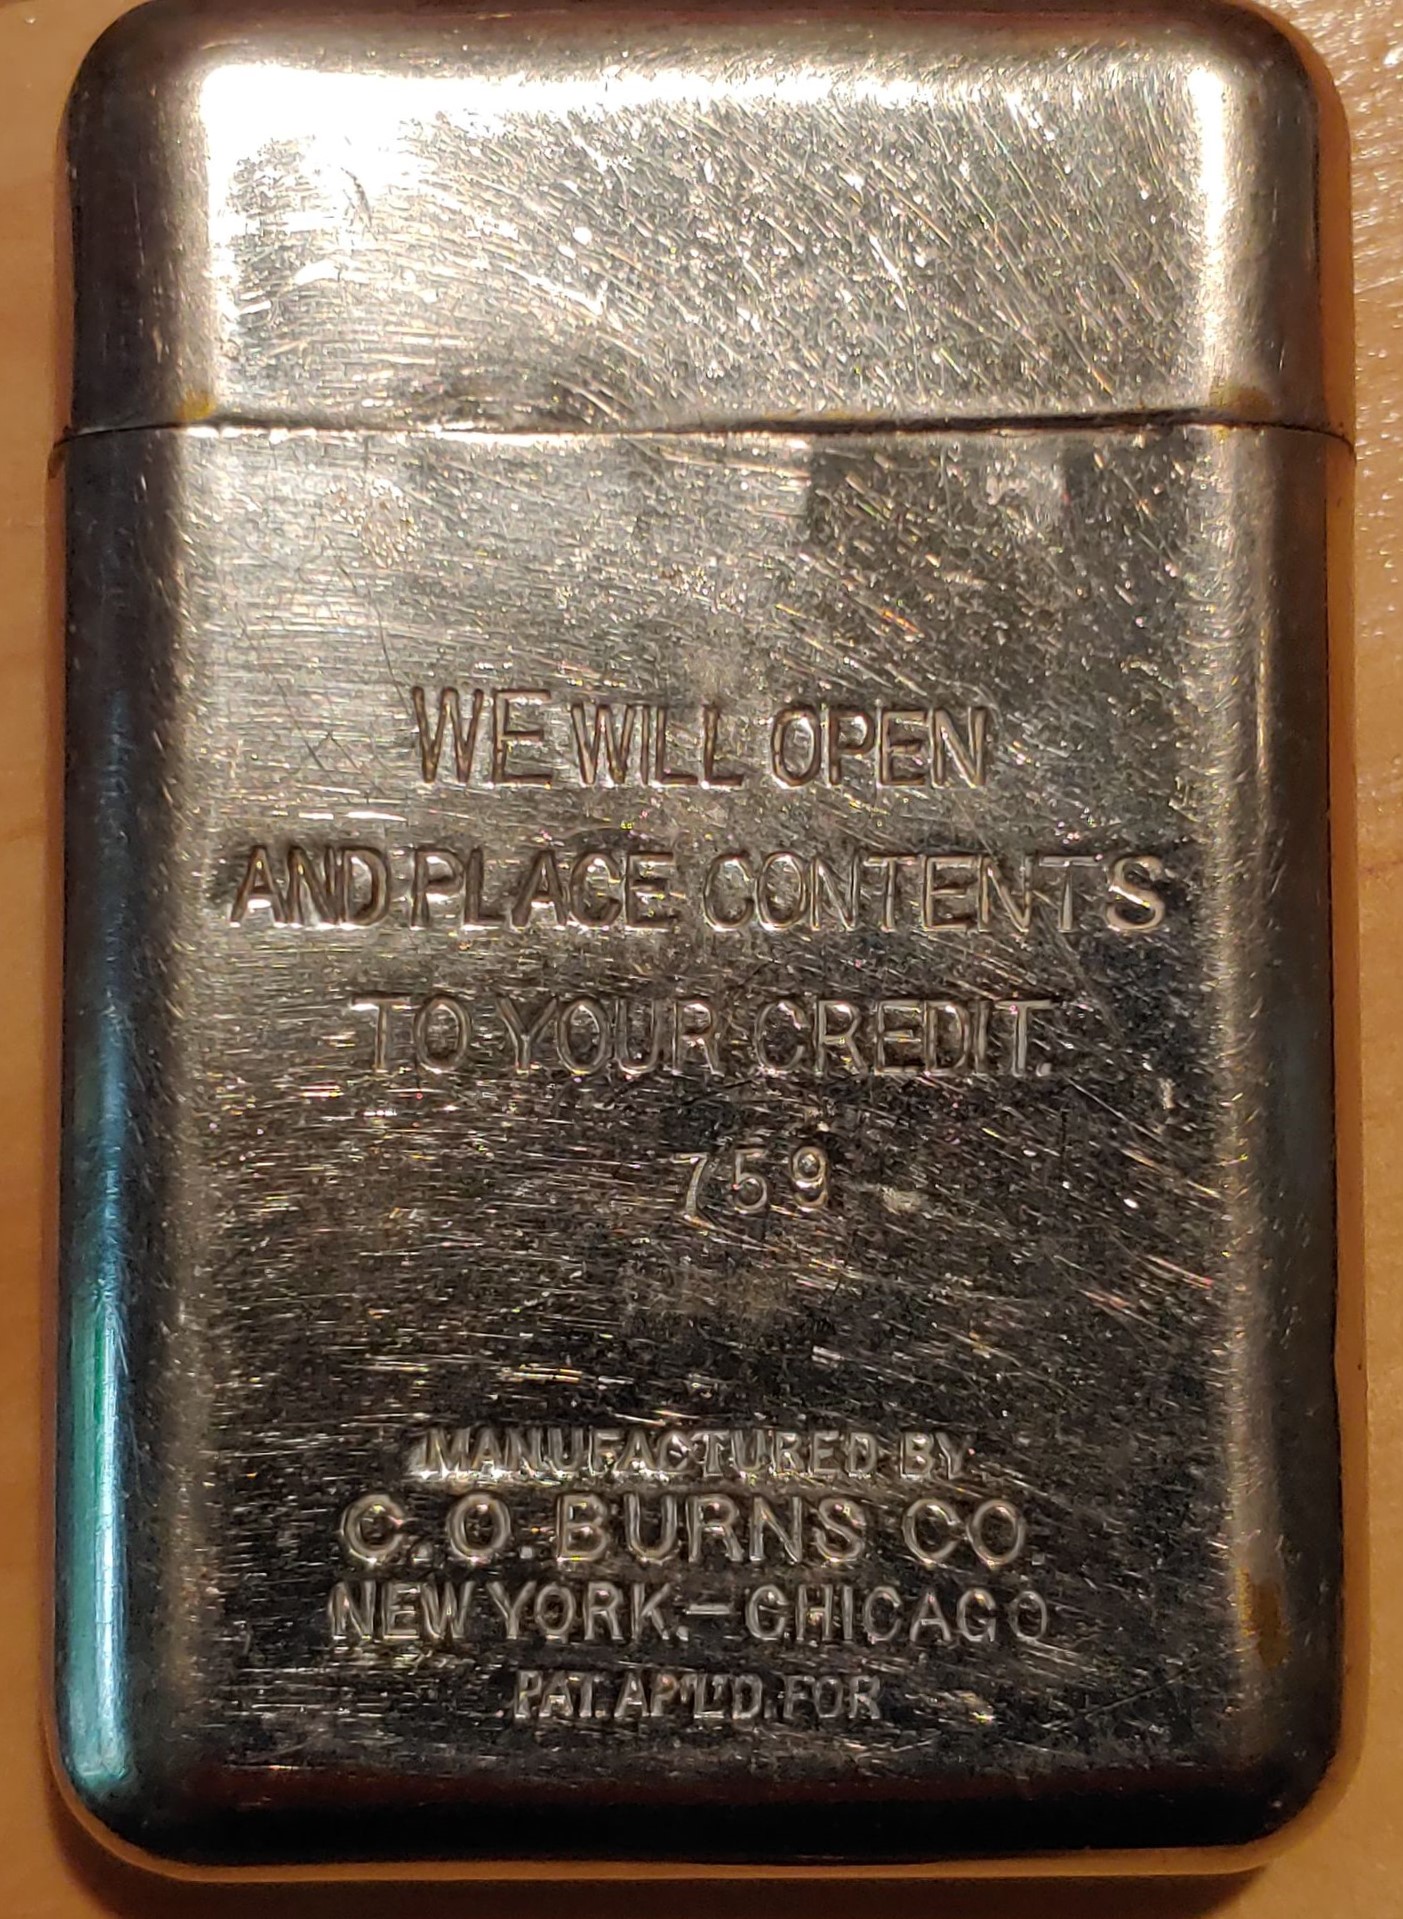 WE WILL OPEN
AND PLACE CONTENTS
TO YOUR CREDIT.
759
MANUFACTURED BY
C.O.BURNS CO.
NEW YORK.-CHICAGO
PAT. AP'L'D. FOR